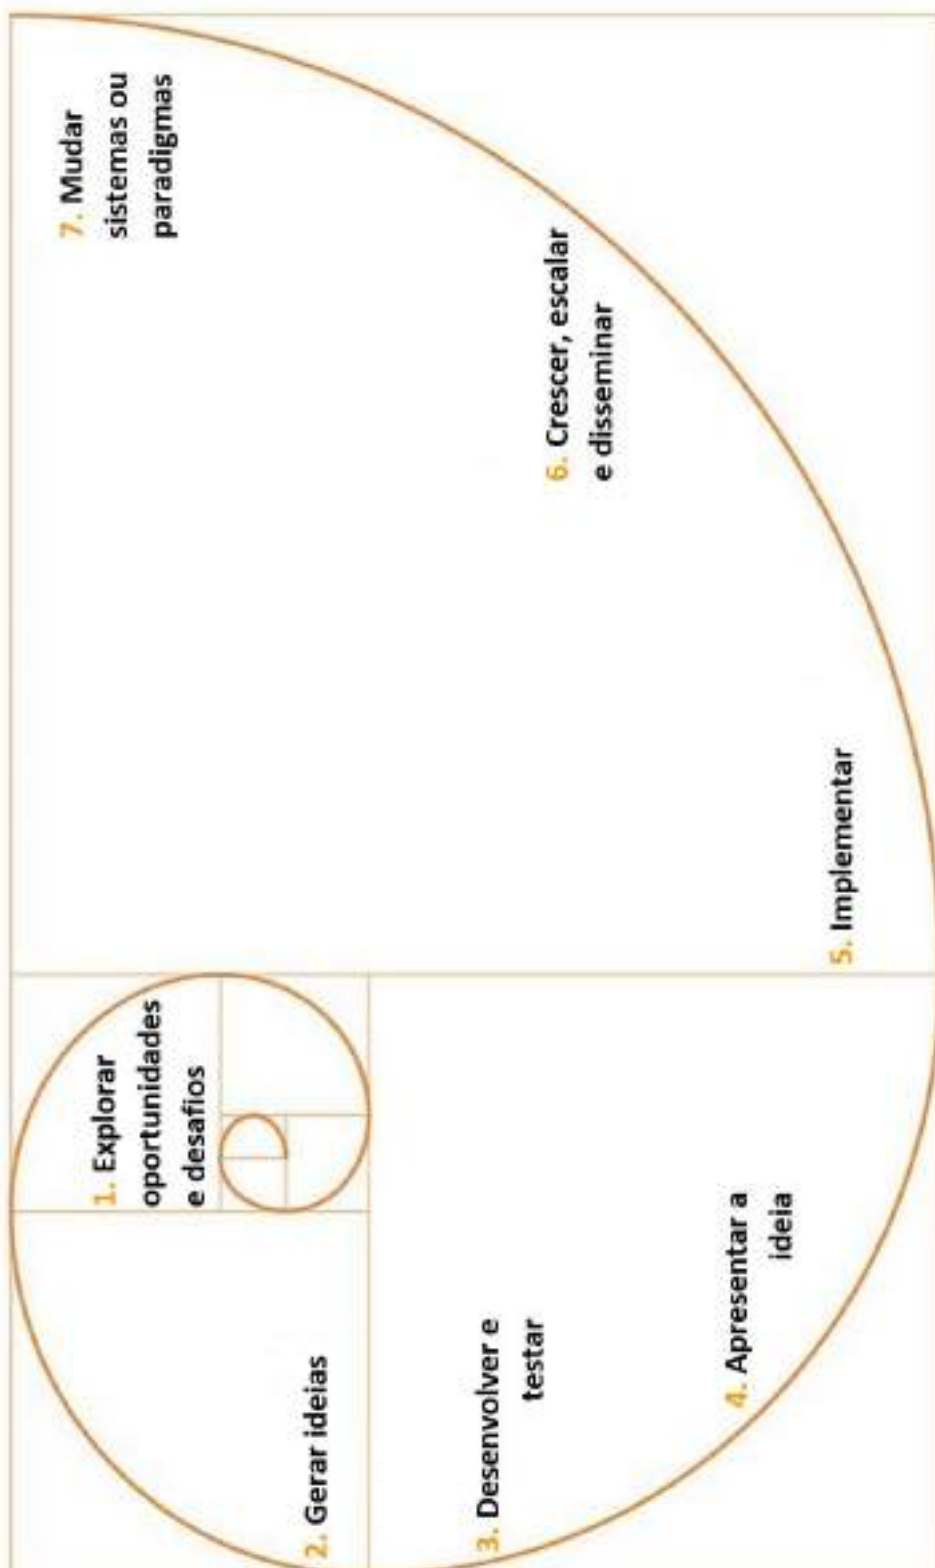 1. Explorar
oportunidades
e desafios
2. Gerar ideias
3. Desenvolver e
testar
4. Apresentar a
ideia
5. Implementar
6. Crescer, escalar
e disseminar
7. Mudar
sistemas ou
paradigmas